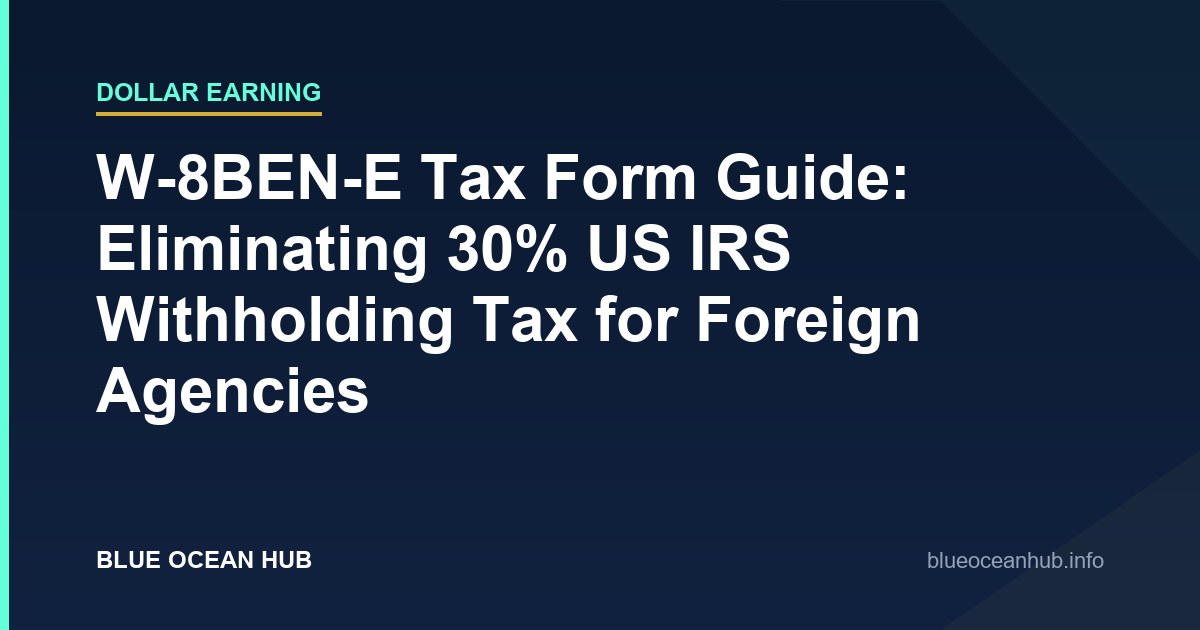 DOLLAR EARNING
W-8BEN-E Tax Form Guide:
Eliminating 30% US IRS
Withholding Tax for Foreign
Agencies
BLUE OCEAN HUB
blueoceanhub.info